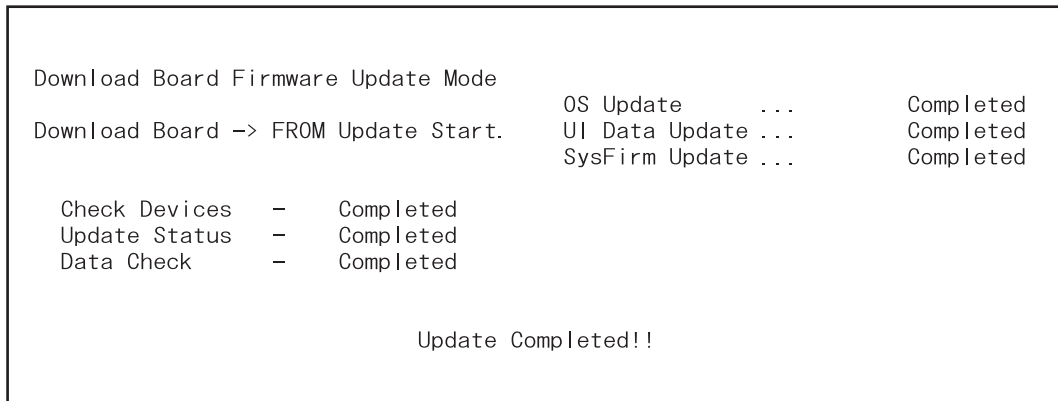 Download Board Firmware Update Mode
OS Update ... Completed
Download Board -> FROM Update Start. UI Data Update ... Completed
SysFirm Update ... Completed
Check Devices - Completed
Update Status - Completed
Data Check - Completed
Update Completed!!